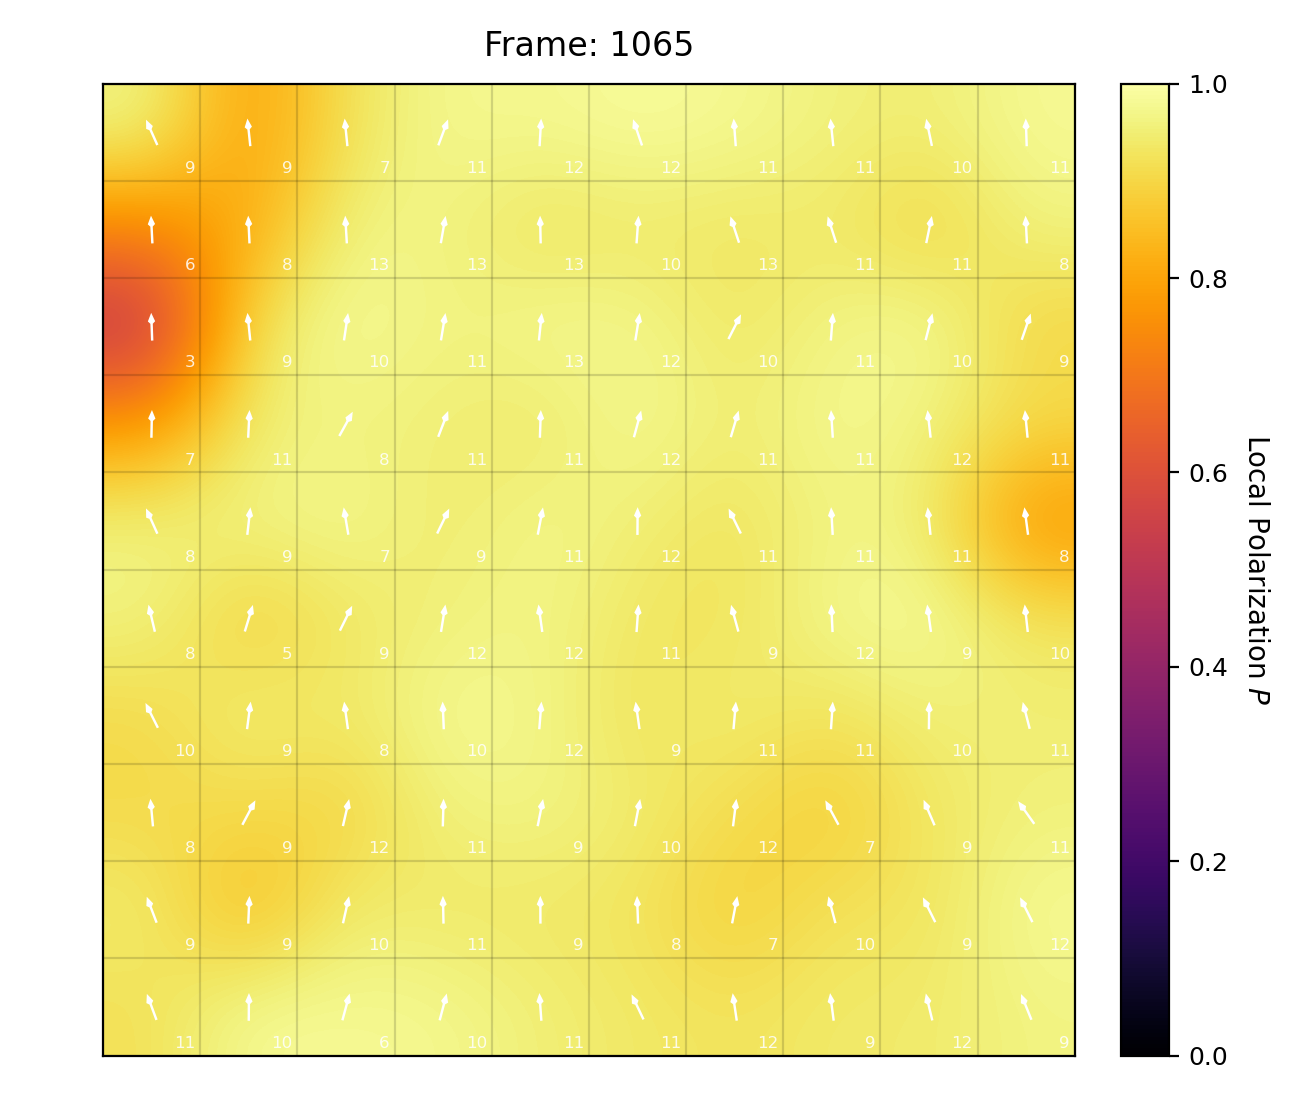 Frame: 1065
9 9 7 11 12 12 11 11 10 11
6 8 13 13 13 10 13 11 11 8
3 9 10 11 13 12 10 11 10 9
7 11 8 11 11 12 11 11 12 11
8 9 7 9 11 12 11 11 11 8
8 5 9 12 12 11 9 12 9 10
10 9 8 10 12 9 11 11 10 11
8 9 12 11 9 10 12 7 9 11
9 9 10 11 9 8 7 10 9 12
11 10 6 10 11 11 12 9 12 9
1.0
0.8
0.6
0.4
0.2
0.0
Local Polarization P